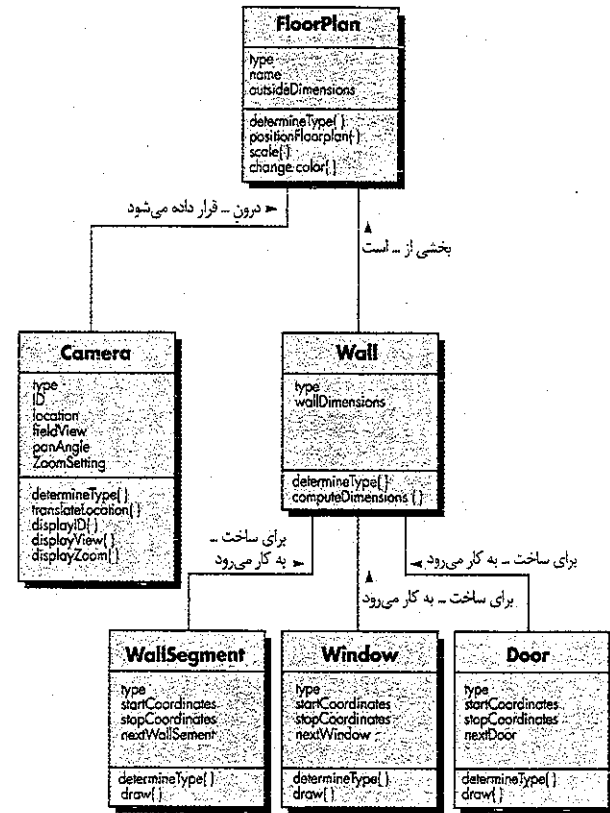 FloorPlan
type
name
outsideDimensions
determineType()
positionFloorplan()
scale()
change color()
درونِ ... قرار داده می‌شود
بخشی از ... است
Camera
type
ID
location
fieldView
panAngle
ZoomSetting
determineType()
translateLocation()
displayID()
displayView()
displayZoom()
Wall
type
wallDimensions
determineType()
computeDimensions ()
برای ساخت ...
به کار می‌رود
برای ساخت ... به کار می‌رود
برای ساخت ... به کار می‌رود
WallSegment
type
startCoordinates
stopCoordinates
nextWallSement
determineType()
draw()
Window
type
startCoordinates
stopCoordinates
nextWindow
determineType()
draw()
Door
type
startCoordinates
stopCoordinates
nextDoor
determineType()
draw()